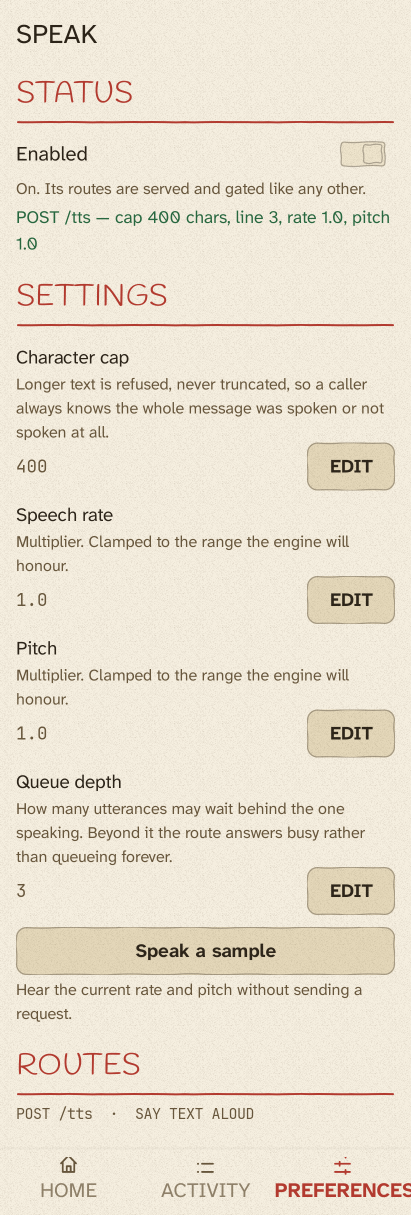 SPEAK
STATUS
Enabled
On. Its routes are served and gated like any other.
POST /tts — cap 400 chars, line 3, rate 1.0, pitch
1.0
SETTINGS
Character cap
Longer text is refused, never truncated, so a caller
always knows the whole message was spoken or not
spoken at all.
400
EDIT
Speech rate
Multiplier. Clamped to the range the engine will
honour.
1.0
EDIT
Pitch
Multiplier. Clamped to the range the engine will
honour.
1.0
EDIT
Queue depth
How many utterances may wait behind the one
speaking. Beyond it the route answers busy rather
than queueing forever.
3
EDIT
Speak a sample
Hear the current rate and pitch without sending a
request.
ROUTES
POST /tts · SAY TEXT ALOUD
HOME
ACTIVITY
PREFERENCES